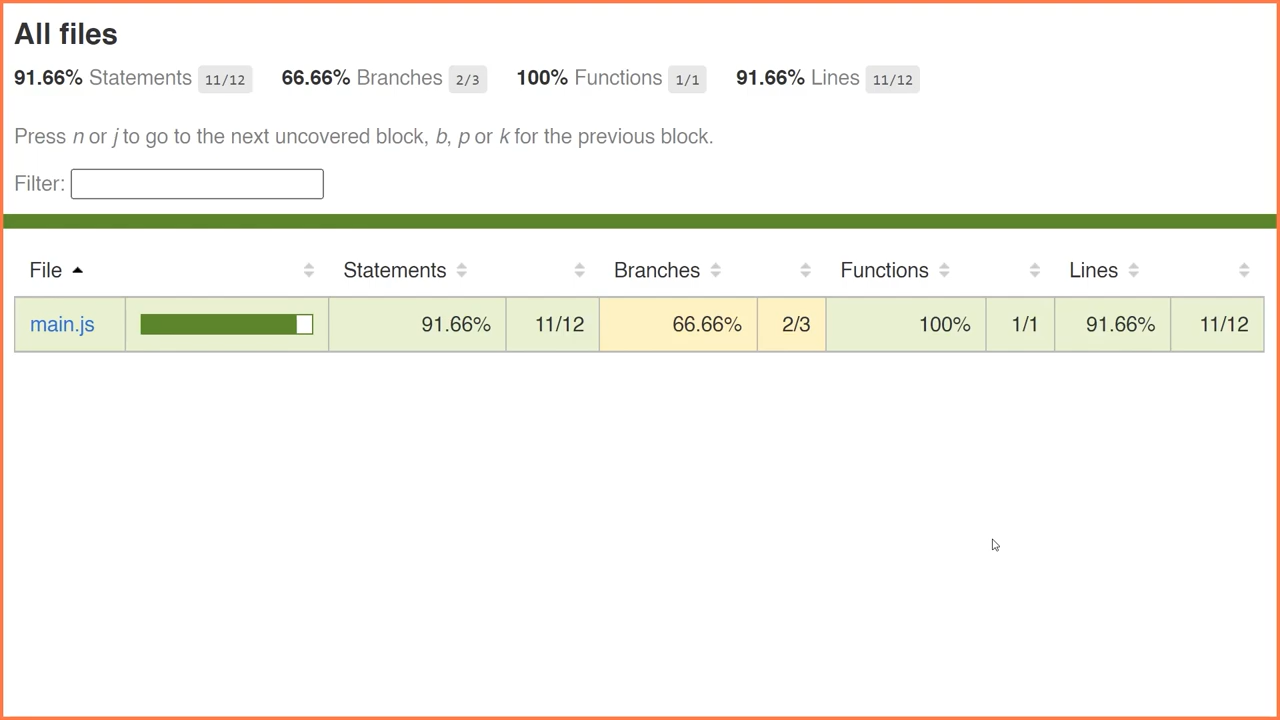 All files
91.66% Statements 11/12 66.66% Branches 2/3 100% Functions 1/1 91.66% Lines 11/12
Press n or j to go to the next uncovered block, b, p or k for the previous block.
Filter:
File Statements Branches Functions Lines
main.js 91.66% 11/12 66.66% 2/3 100% 1/1 91.66% 11/12